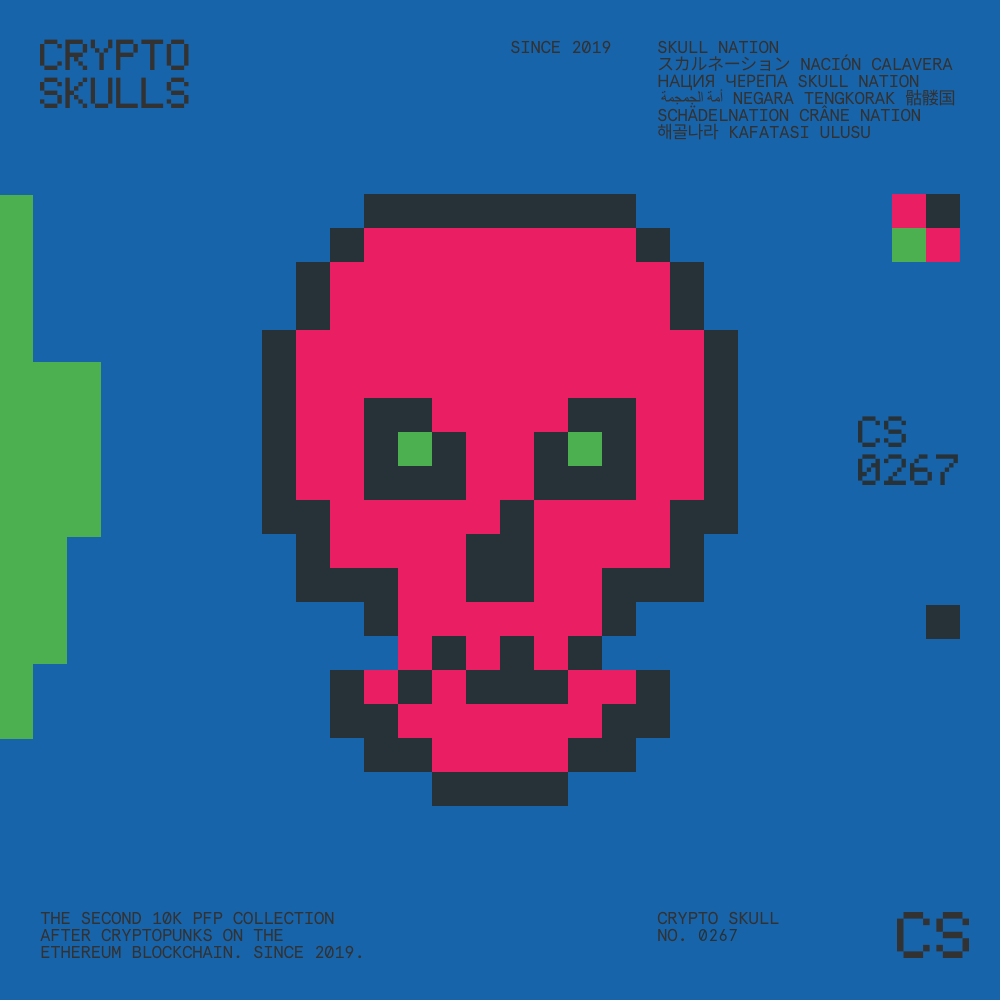 CRYPTO
SKULLS
SINCE 2019
SKULL NATION
スカルネーション NACIÓN CALAVERA
НАЦИЯ ЧЕРЕПА SKULL NATION
أمة الجمجمة NEGARA TENGKORAK 骷髅国
SCHÄDELNATION CRÂNE NATION
해골나라 KAFATASI ULUSU
CS
0267
THE SECOND 10K PFP COLLECTION
AFTER CRYPTOPUNKS ON THE
ETHEREUM BLOCKCHAIN. SINCE 2019.
CRYPTO SKULL
NO. 0267
CS